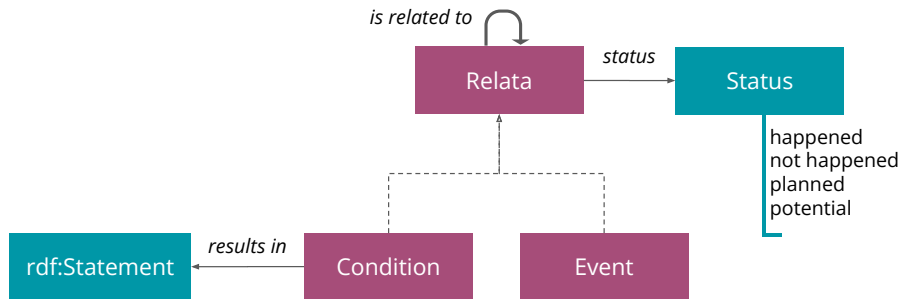 is related to
Relata
status
Status
happened
not happened
planned
potential
rdf:Statement
results in
Condition
Event